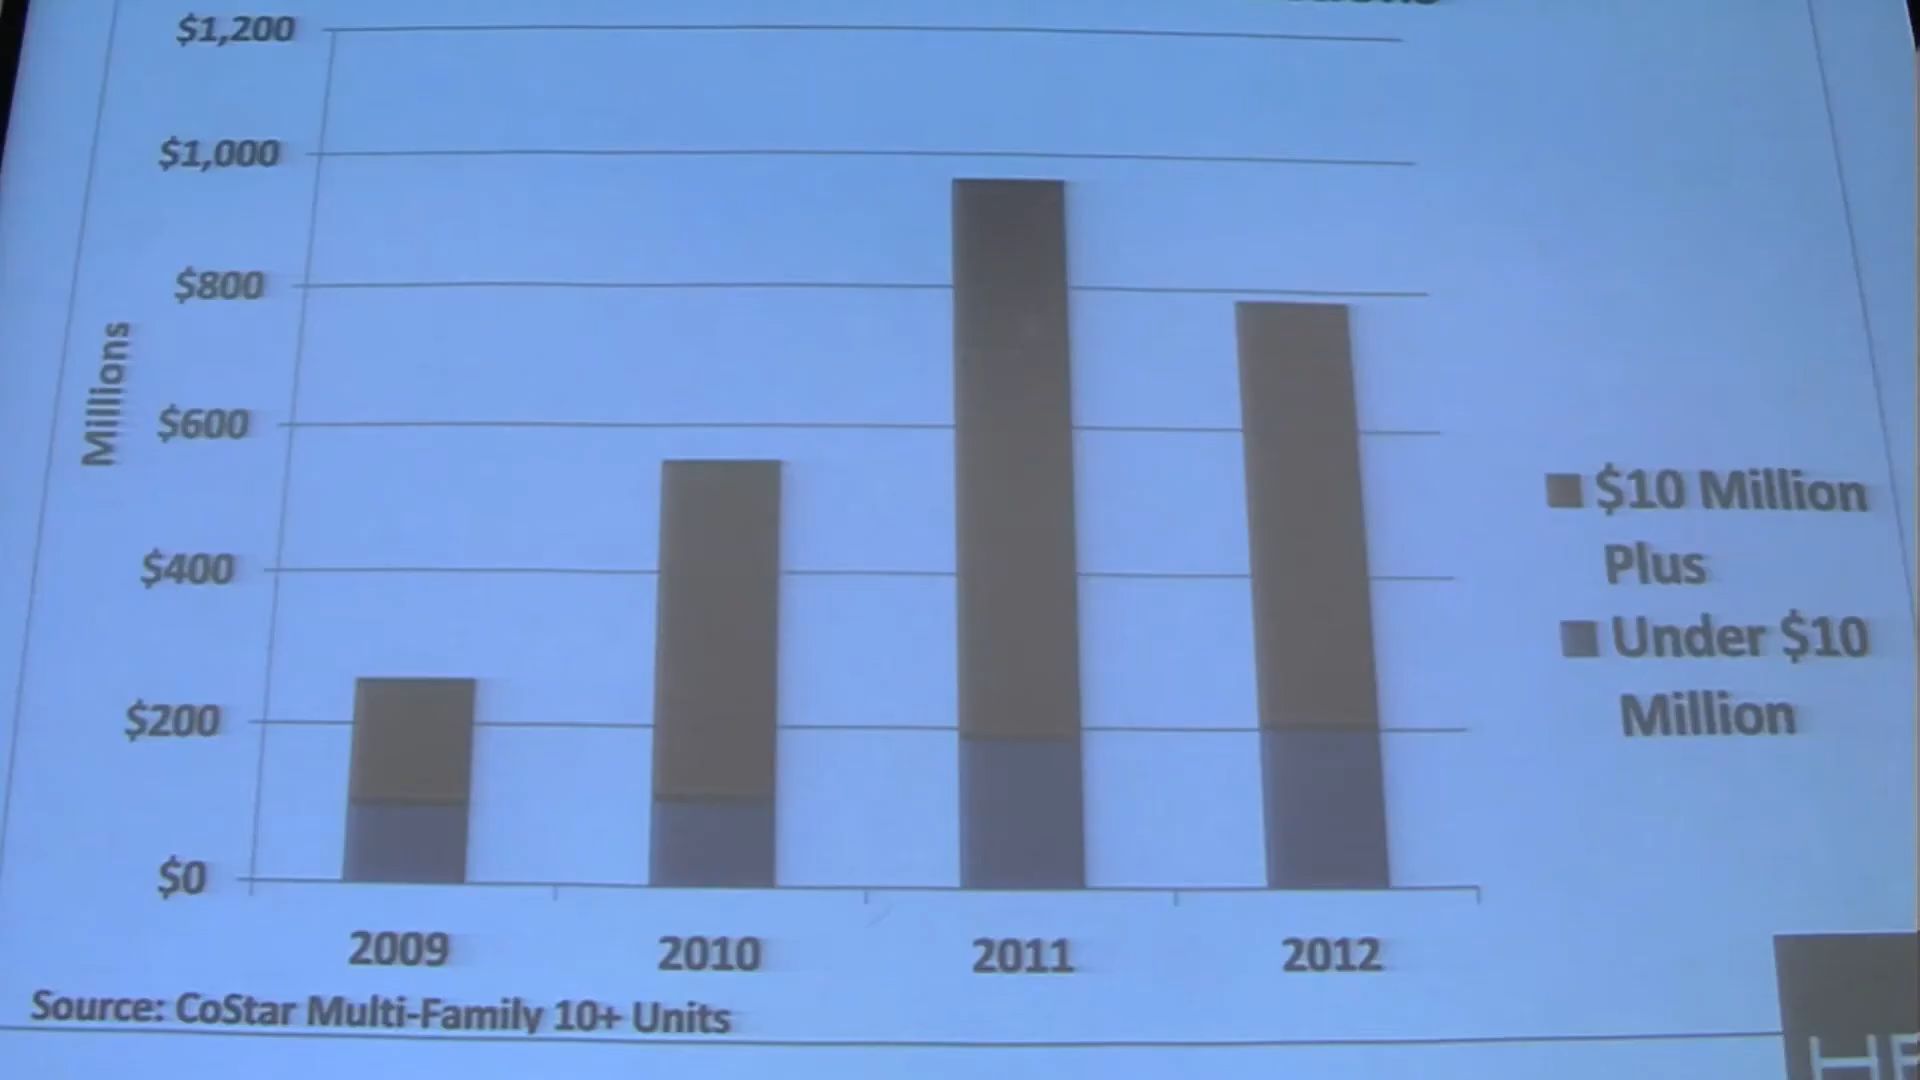 $1,200
$1,000
$800
$600
$400
$200
$0
Millions
$10 Million
Plus
Under $10
Million
2009
2010
2011
2012
Source: CoStar Multi-Family 10+ Units